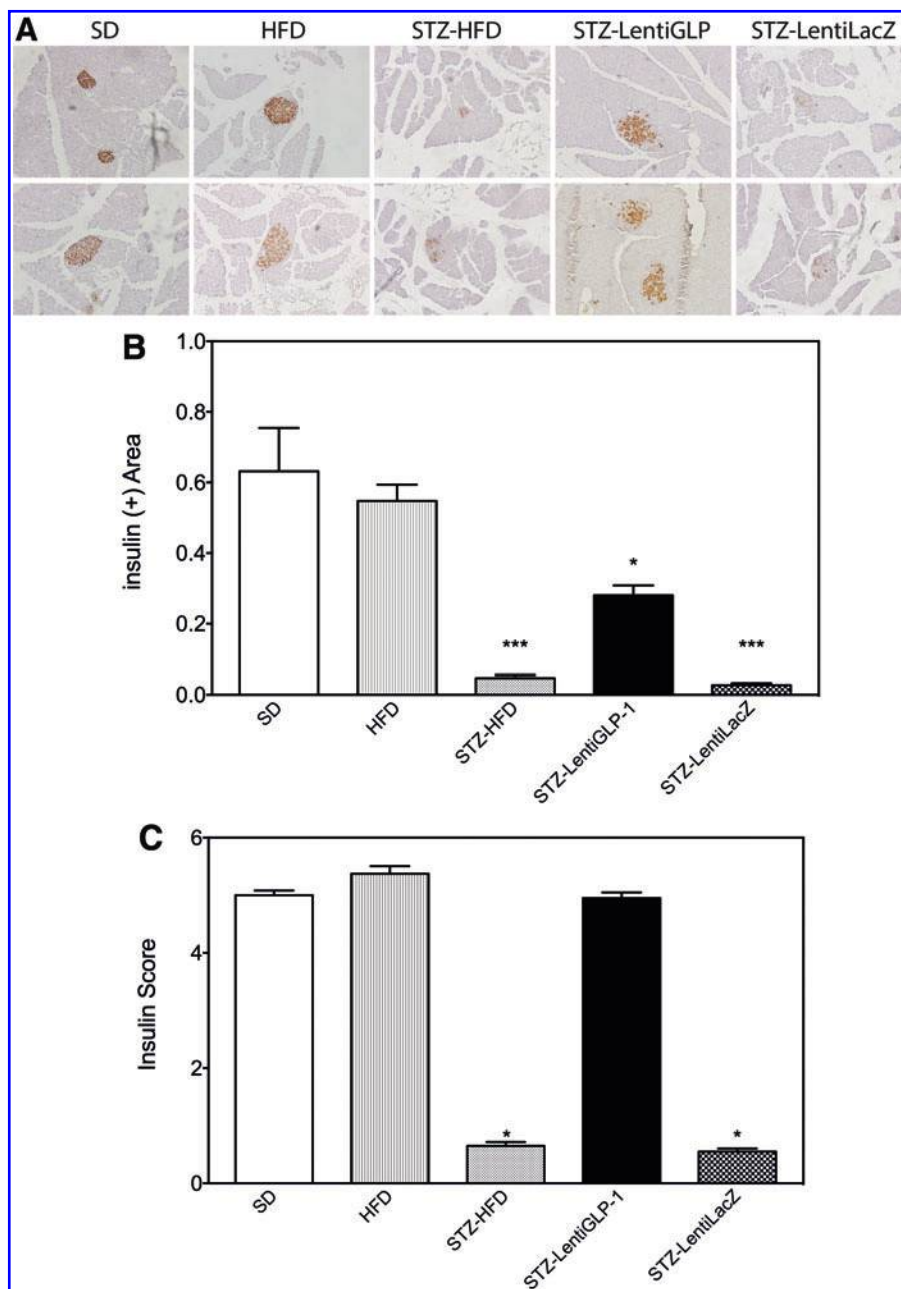 A
SD HFD STZ-HFD STZ-LentiGLP STZ-LentiLacZ
B
1.0
0.8
0.6
0.4
0.2
0.0
insulin (+) Area
***
*
***
SD HFD STZ-HFD STZ-LentiGLP-1 STZ-LentiLacZ
C
6
4
2
0
Insulin Score
*
*
SD HFD STZ-HFD STZ-LentiGLP-1 STZ-LentiLacZ